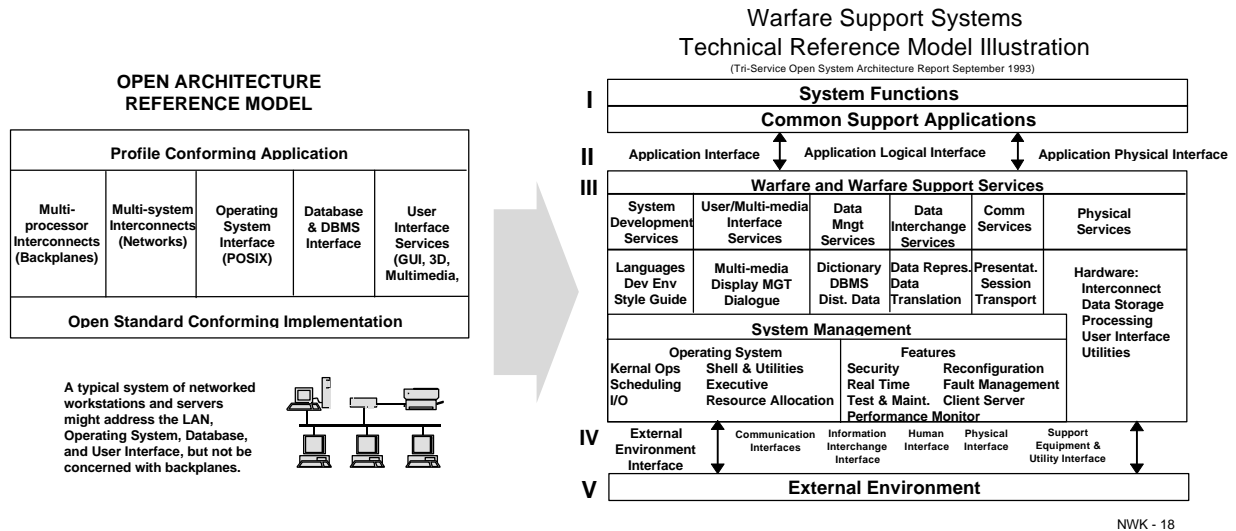 Warfare Support Systems
Technical Reference Model Illustration
(Tri-Service Open System Architecture Report September 1993)
OPEN ARCHITECTURE
REFERENCE MODEL
Profile Conforming Application
Multi-
processor
Interconnects
(Backplanes)
Multi-system
Interconnects
(Networks)
Operating
System
Interface
(POSIX)
Database
& DBMS
Interface
User
Interface
Services
(GUI, 3D,
Multimedia,
Open Standard Conforming Implementation
A typical system of networked
workstations and servers
might address the LAN,
Operating System, Database,
and User Interface, but not be
concerned with backplanes.
I
System Functions
Common Support Applications
II
Application Interface
Application Logical Interface
Application Physical Interface
III
Warfare and Warfare Support Services
System
Development
Services
User/Multi-media
Interface
Services
Data
Mngt
Services
Data
Interchange
Services
Comm
Services
Physical
Services
Languages
Dev Env
Style Guide
Multi-media
Display MGT
Dialogue
Dictionary
DBMS
Dist. Data
Data Repres.
Data
Translation
Presentat.
Session
Transport
Hardware:
Interconnect
Data Storage
Processing
User Interface
Utilities
System Management
Operating System
Kernal Ops
Scheduling
I/O
Shell & Utilities
Executive
Resource Allocation
Features
Security
Real Time
Test & Maint.
Performance Monitor
Reconfiguration
Fault Management
Client Server
IV
External
Environment
Interface
Communication
Interfaces
Information
Interchange
Interface
Human
Interface
Physical
Interface
Support
Equipment &
Utility Interface
V
External Environment
NWK - 18